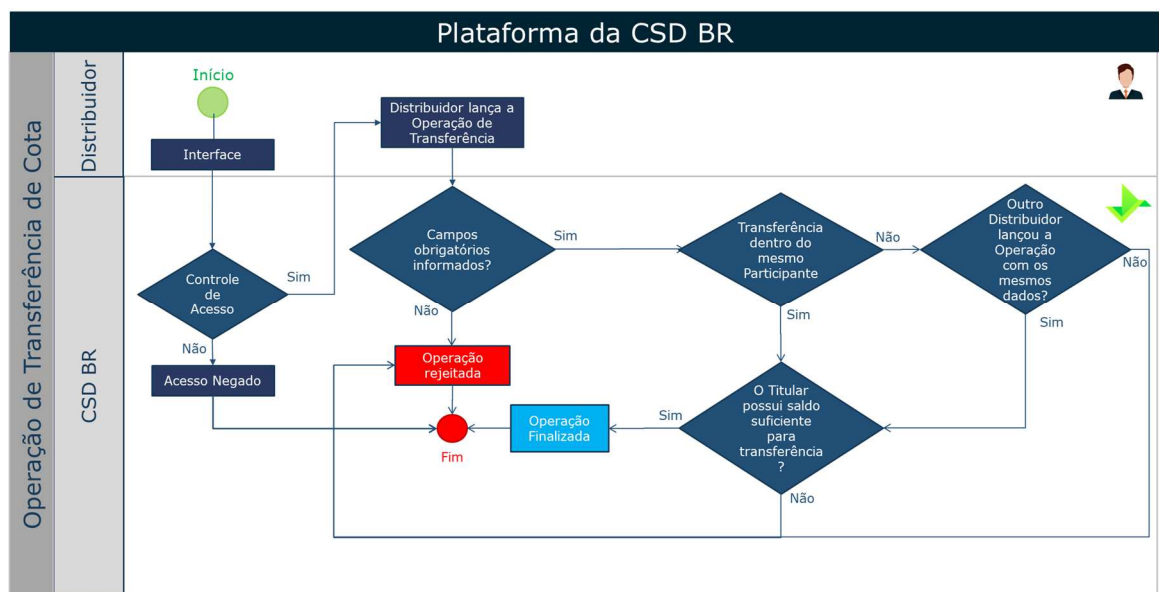 Plataforma da CSD BR
Operação de Transferência de Cota
Distribuidor
Início
Interface
Distribuidor lança a
Operação de
Transferência
CSD BR
Controle
de
Acesso
Sim
Não
Acesso Negado
Campos
obrigatórios
informados?
Sim
Não
Operação
rejeitada
Fim
Operação
Finalizada
Transferência
dentro do
mesmo
Participante
Não
Sim
Outro
Distribuidor
lançou a
Operação
com os
mesmos
dados?
Não
Sim
O Titular
possui saldo
suficiente
para
transferência
?
Sim
Não